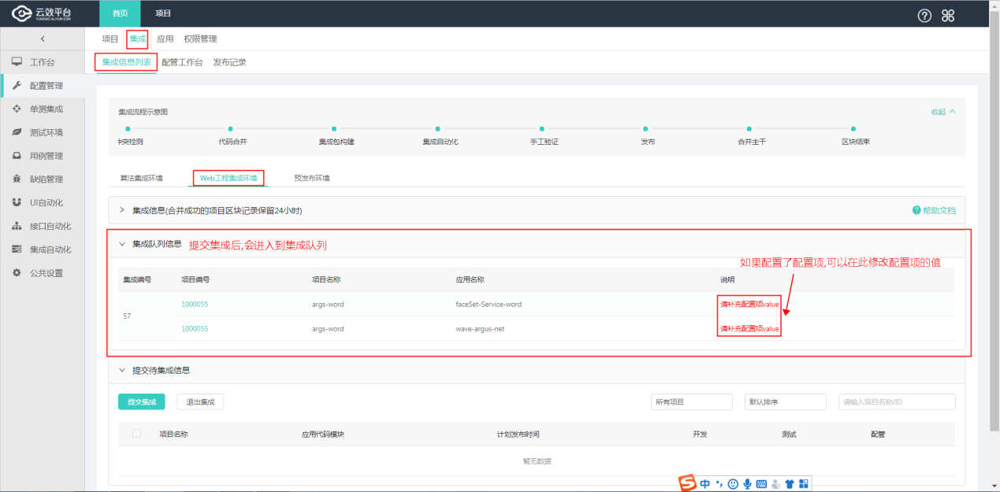 云效平台 首页 项目
YUNXIAO.ALIYUN.COM
项目 集成 应用 权限管理
集成信息列表 配管工作台 发布记录
工作台
配置管理
单测集成
测试环境
用例管理
缺陷管理
UI自动化
接口自动化
集成自动化
公共设置
集成流程示意图 收起
冲突检测 代码合并 集成包构建 集成自动化 手工验证 发布 合并主干 区块结束
算法集成环境 Web工程集成环境 预发布环境
集成信息(合并成功的项目区块记录保留24小时) 帮助文档
集成队列信息 提交集成后,会进入到集成队列
如果配置了配置项,可以在此修改配置项的值
集成编号 项目编号 项目名称 应用名称 说明
1000055 args-word faceSet-Service-word 请补充配置项value
57
1000055 args-word wave-argus-net 请补充配置项value
提交待集成信息
提交集成 退出集成 所有项目 默认排序 请输入项目名称/ID
项目名称 应用代码模块 计划发布时间 开发 测试 配管
暂无数据
S 中